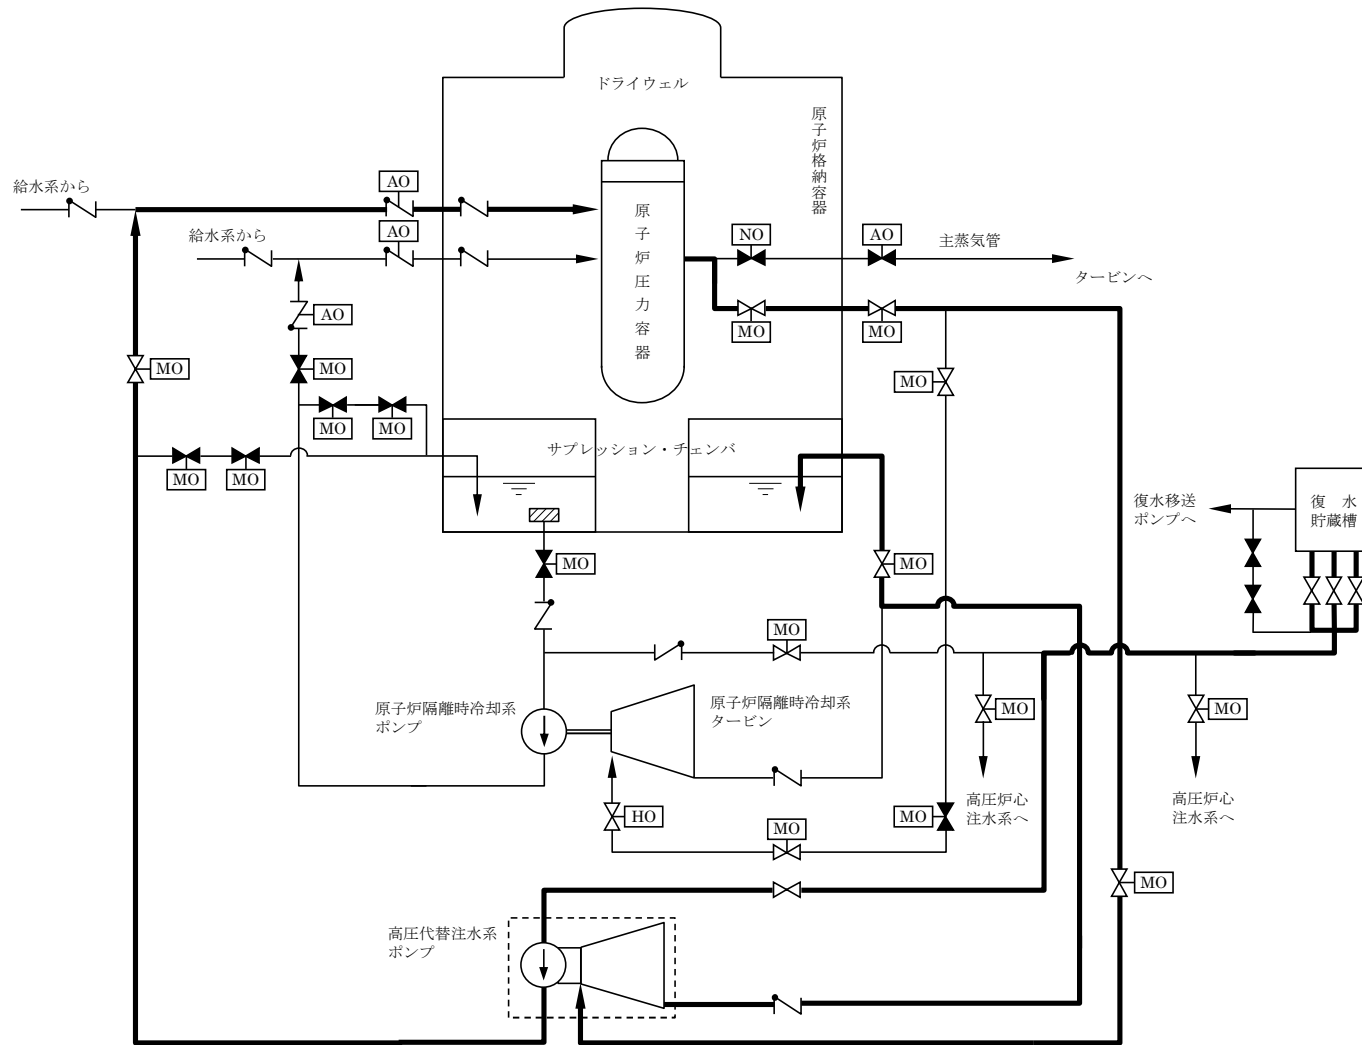 ドライウェル
原子炉格納容器
給水系から
AO
原子炉圧力容器
給水系から
AO
NO
AO
主蒸気管
タービンへ
AO
MO
MO
MO
MO
MO
MO
MO
MO
サプレッション・チェンバ
MO
MO
復水移送
ポンプへ
復水
貯蔵槽
MO
MO
MO
原子炉隔離時冷却系
ポンプ
原子炉隔離時冷却系
タービン
MO
MO
高圧炉心
注水系へ
高圧炉心
注水系へ
HO
MO
MO
MO
高圧代替注水系
ポンプ